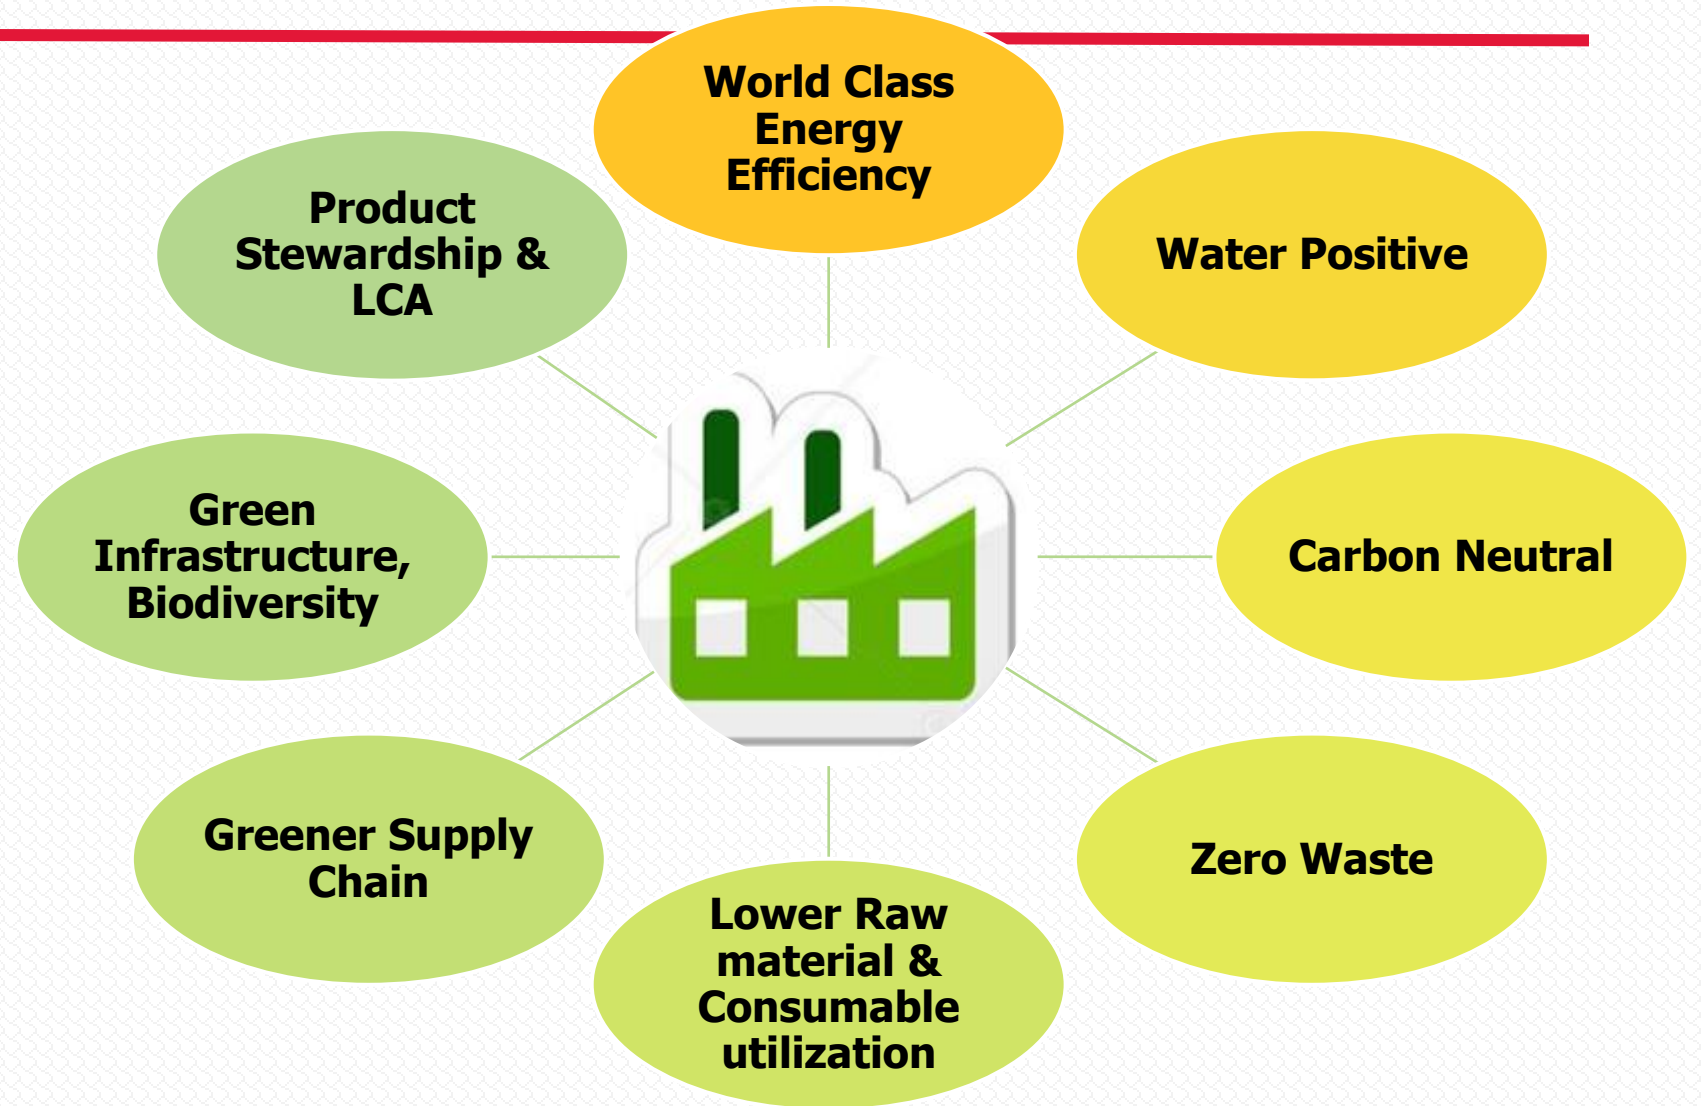 World Class
Energy
Efficiency
Water Positive
Carbon Neutral
Zero Waste
Lower Raw
material &
Consumable
utilization
Greener Supply
Chain
Green
Infrastructure,
Biodiversity
Product
Stewardship &
LCA